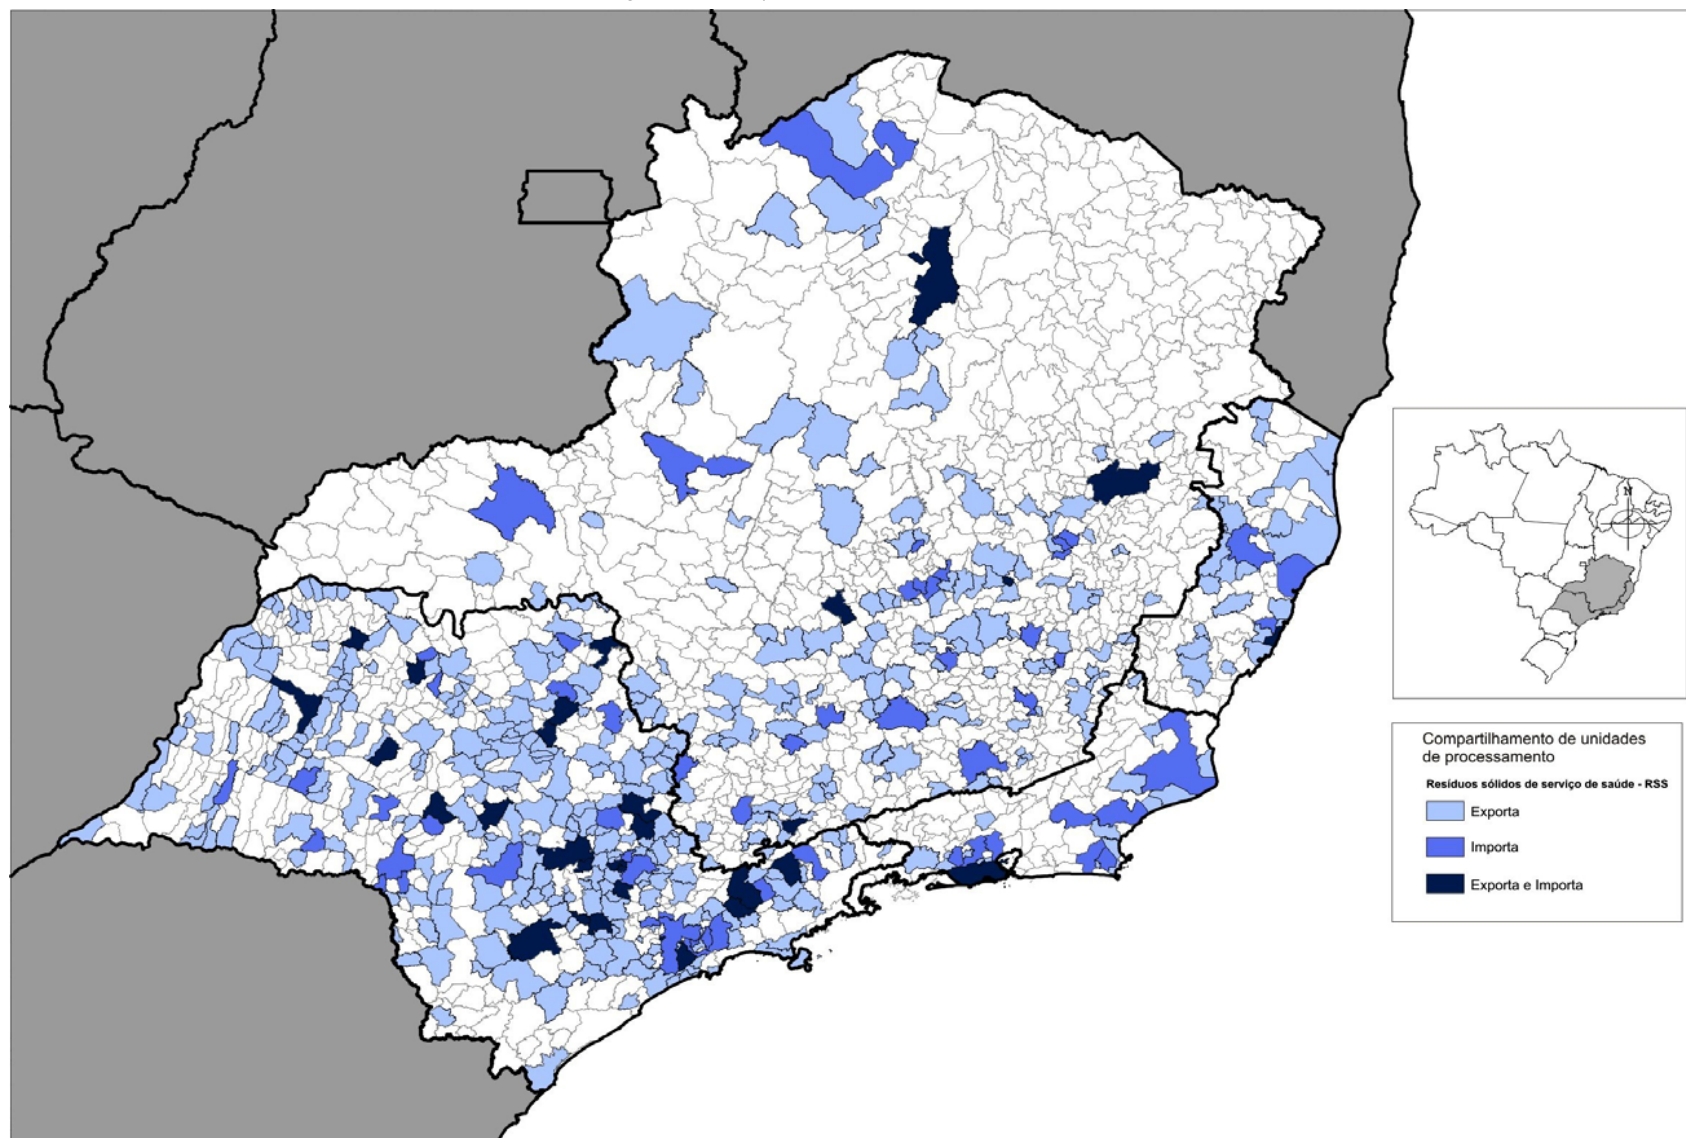 N
Compartilhamento de unidades
de processamento
Resíduos sólidos de serviço de saúde - RSS
Exporta
Importa
Exporta e Importa